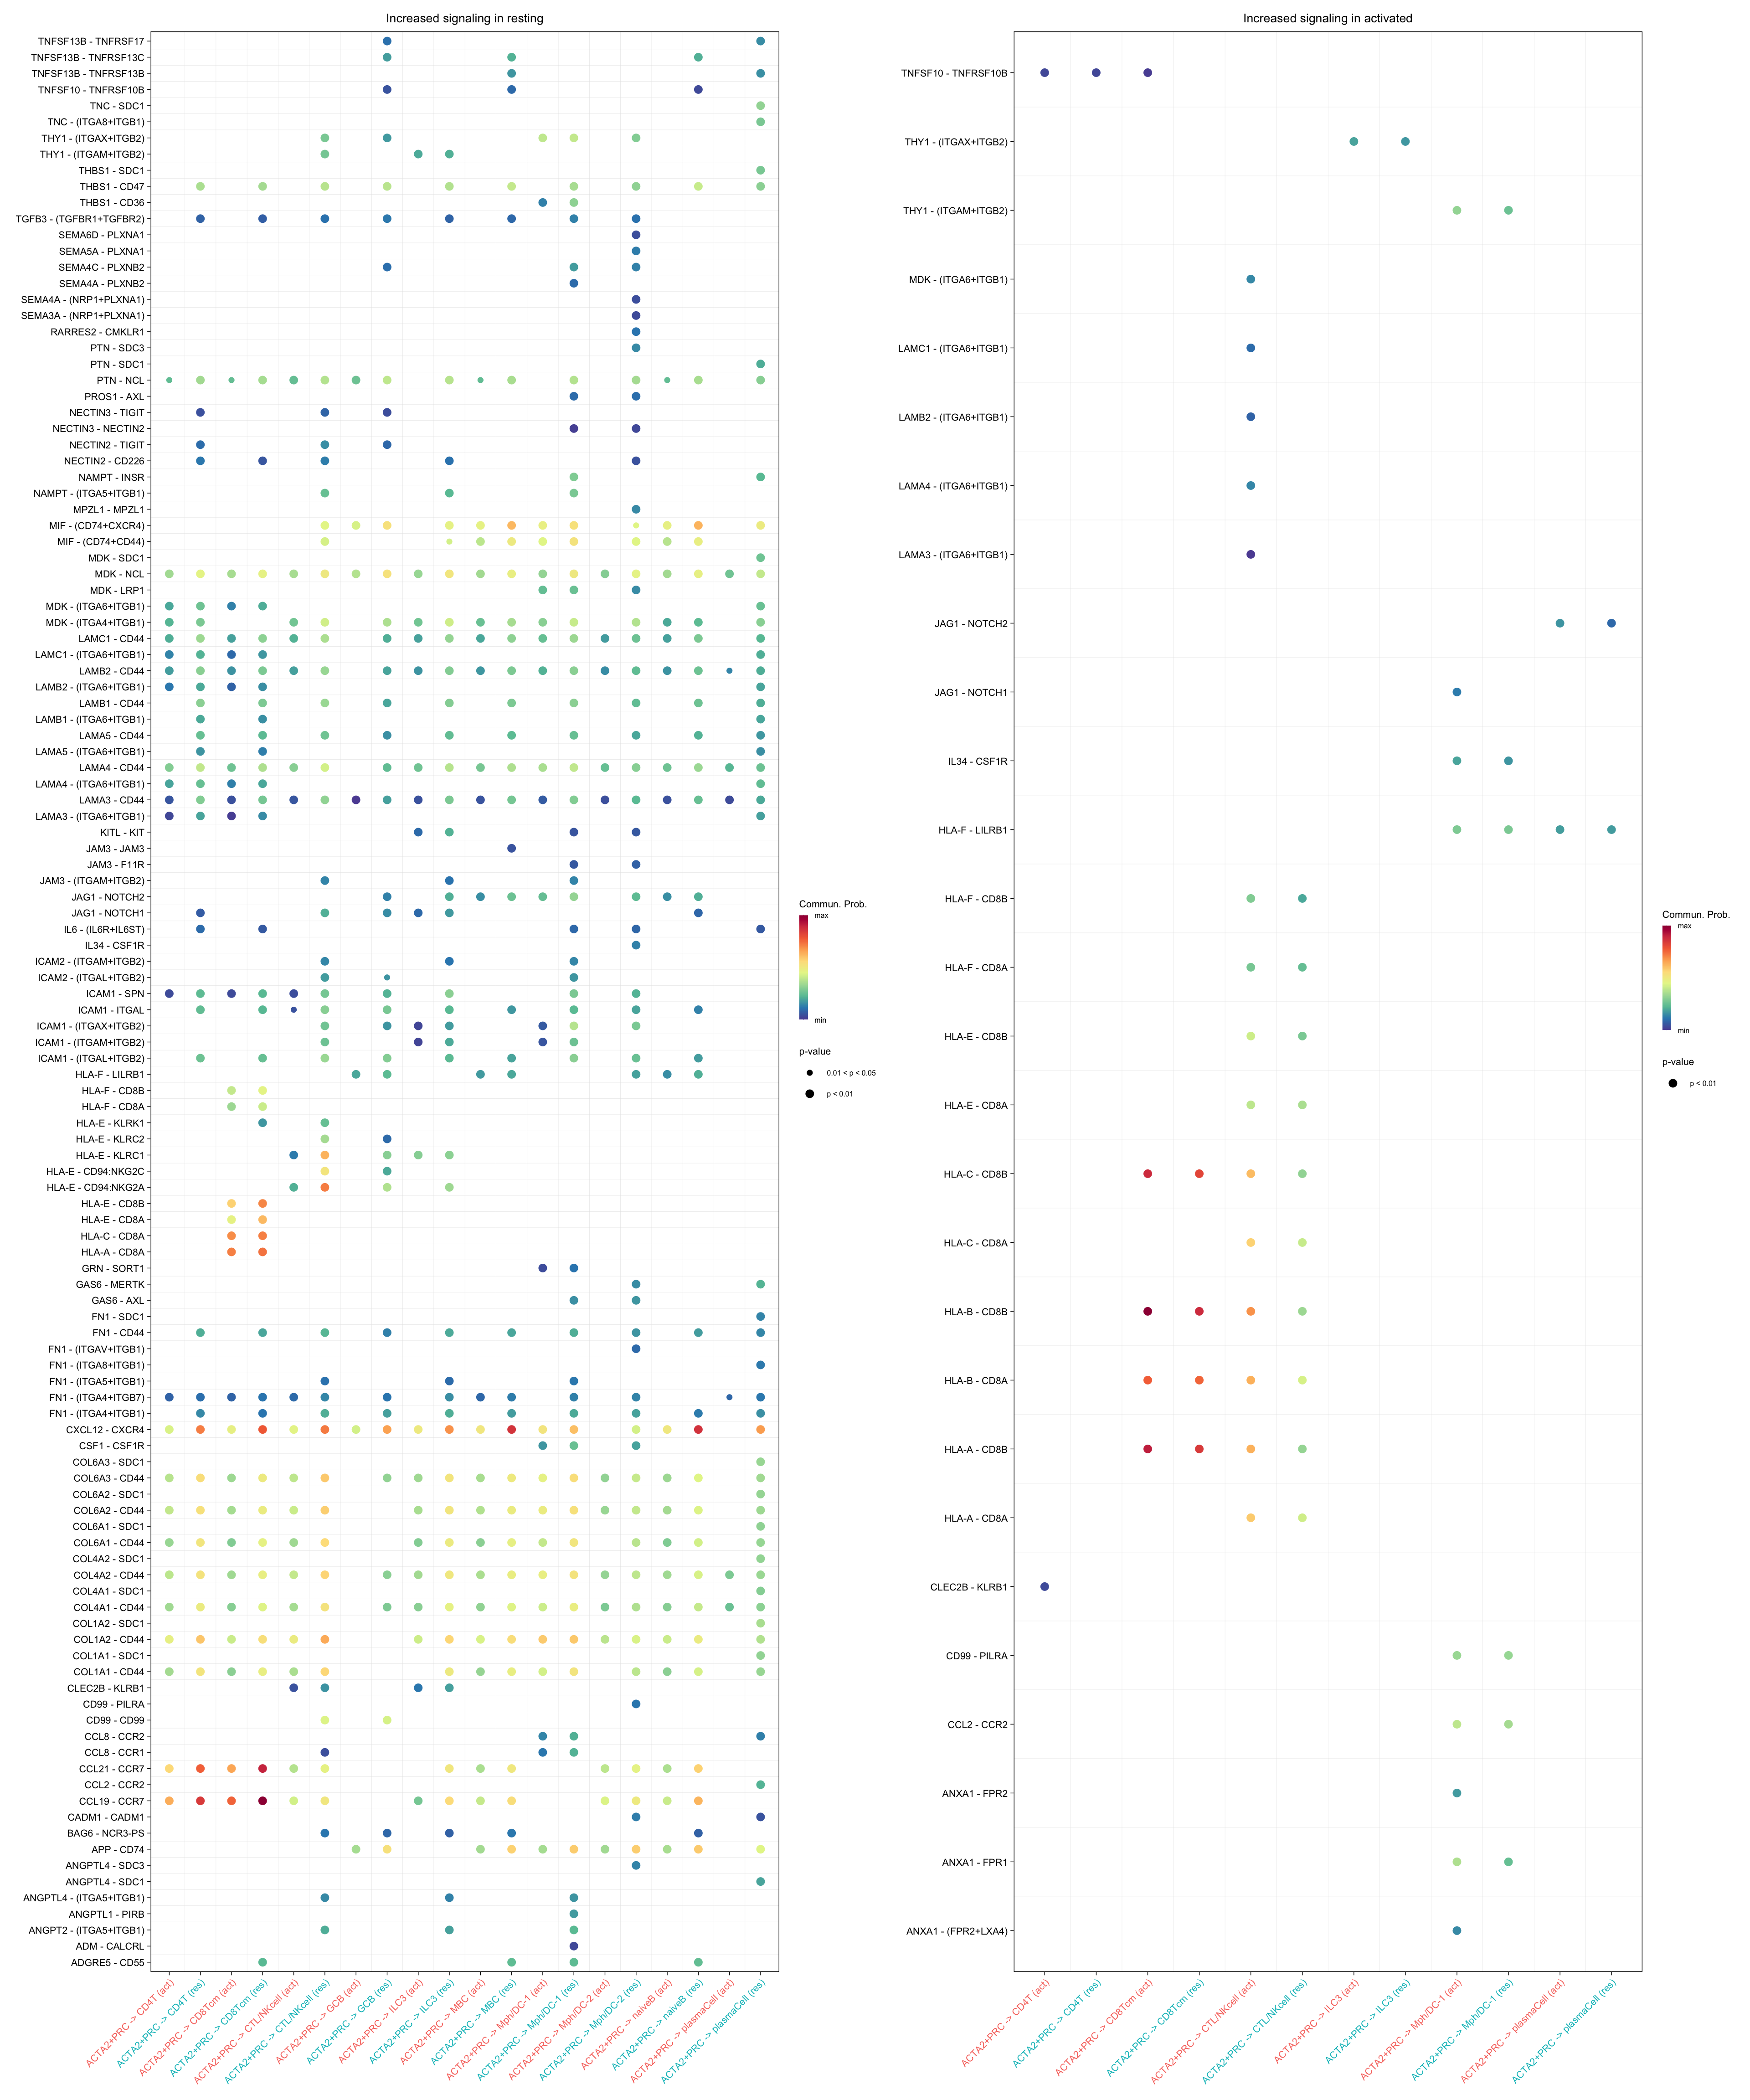 Increased signaling in resting
TNFSF13B - TNFRSF17
TNFSF13B - TNFRSF13C
TNFSF13B - TNFRSF13B
TNFSF10 - TNFRSF10B
TNC - SDC1
TNC - (ITGA8+ITGB1)
THY1 - (ITGAX+ITGB2)
THY1 - (ITGAM+ITGB2)
THBS1 - SDC1
THBS1 - CD47
THBS1 - CD36
TGFB3 - (TGFBR1+TGFBR2)
SEMA6D - PLXNA1
SEMA5A - PLXNA1
SEMA4C - PLXNB2
SEMA4A - PLXNB2
SEMA4A - (NRP1+PLXNA1)
SEMA3A - (NRP1+PLXNA1)
RARRES2 - CMKLR1
PTN - SDC3
PTN - SDC1
PTN - NCL
PROS1 - AXL
NECTIN3 - TIGIT
NECTIN3 - NECTIN2
NECTIN2 - TIGIT
NECTIN2 - CD226
NAMPT - INSR
NAMPT - (ITGA5+ITGB1)
MPZL1 - MPZL1
MIF - (CD74+CXCR4)
MIF - (CD74+CD44)
MDK - SDC1
MDK - NCL
MDK - LRP1
MDK - (ITGA6+ITGB1)
MDK - (ITGA4+ITGB1)
LAMC1 - CD44
LAMC1 - (ITGA6+ITGB1)
LAMB2 - CD44
LAMB2 - (ITGA6+ITGB1)
LAMB1 - CD44
LAMB1 - (ITGA6+ITGB1)
LAMA5 - CD44
LAMA5 - (ITGA6+ITGB1)
LAMA4 - CD44
LAMA4 - (ITGA6+ITGB1)
LAMA3 - CD44
LAMA3 - (ITGA6+ITGB1)
KITL - KIT
JAM3 - JAM3
JAM3 - F11R
JAM3 - (ITGAM+ITGB2)
JAG1 - NOTCH2
JAG1 - NOTCH1
IL6 - (IL6R+IL6ST)
IL34 - CSF1R
ICAM2 - (ITGAM+ITGB2)
ICAM2 - (ITGAL+ITGB2)
ICAM1 - SPN
ICAM1 - ITGAL
ICAM1 - (ITGAX+ITGB2)
ICAM1 - (ITGAM+ITGB2)
ICAM1 - (ITGAL+ITGB2)
HLA-F - LILRB1
HLA-F - CD8B
HLA-F - CD8A
HLA-E - KLRK1
HLA-E - KLRC2
HLA-E - KLRC1
HLA-E - CD94:NKG2C
HLA-E - CD94:NKG2A
HLA-E - CD8B
HLA-E - CD8A
HLA-C - CD8A
HLA-A - CD8A
GRN - SORT1
GAS6 - MERTK
GAS6 - AXL
FN1 - SDC1
FN1 - CD44
FN1 - (ITGAV+ITGB1)
FN1 - (ITGA8+ITGB1)
FN1 - (ITGA5+ITGB1)
FN1 - (ITGA4+ITGB7)
FN1 - (ITGA4+ITGB1)
CXCL12 - CXCR4
CSF1 - CSF1R
COL6A3 - SDC1
COL6A3 - CD44
COL6A2 - SDC1
COL6A2 - CD44
COL6A1 - SDC1
COL6A1 - CD44
COL4A2 - SDC1
COL4A2 - CD44
COL4A1 - SDC1
COL4A1 - CD44
COL1A2 - SDC1
COL1A2 - CD44
COL1A1 - SDC1
COL1A1 - CD44
CLEC2B - KLRB1
CD99 - PILRA
CD99 - CD99
CCL8 - CCR2
CCL8 - CCR1
CCL21 - CCR7
CCL2 - CCR2
CCL19 - CCR7
CADM1 - CADM1
BAG6 - NCR3-PS
APP - CD74
ANGPTL4 - SDC3
ANGPTL4 - SDC1
ANGPTL4 - (ITGA5+ITGB1)
ANGPTL1 - PIRB
ANGPT2 - (ITGA5+ITGB1)
ADM - CALCRL
ADGRE5 - CD55
ACTA2+PRC -> CD4T (act)
ACTA2+PRC -> CD4T (res)
ACTA2+PRC -> CD8Tcm (act)
ACTA2+PRC -> CD8Tcm (res)
ACTA2+PRC -> CTL/NKcell (act)
ACTA2+PRC -> CTL/NKcell (res)
ACTA2+PRC -> GCB (act)
ACTA2+PRC -> GCB (res)
ACTA2+PRC -> ILC3 (act)
ACTA2+PRC -> ILC3 (res)
ACTA2+PRC -> MBC (act)
ACTA2+PRC -> MBC (res)
ACTA2+PRC -> Mph/DC-1 (act)
ACTA2+PRC -> Mph/DC-1 (res)
ACTA2+PRC -> Mph/DC-2 (act)
ACTA2+PRC -> Mph/DC-2 (res)
ACTA2+PRC -> naiveB (act)
ACTA2+PRC -> naiveB (res)
ACTA2+PRC -> plasmaCell (act)
ACTA2+PRC -> plasmaCell (res)
Commun. Prob.
max
min
p-value
0.01 < p < 0.05
p < 0.01
Increased signaling in activated
TNFSF10 - TNFRSF10B
THY1 - (ITGAX+ITGB2)
THY1 - (ITGAM+ITGB2)
MDK - (ITGA6+ITGB1)
LAMC1 - (ITGA6+ITGB1)
LAMB2 - (ITGA6+ITGB1)
LAMA4 - (ITGA6+ITGB1)
LAMA3 - (ITGA6+ITGB1)
JAG1 - NOTCH2
JAG1 - NOTCH1
IL34 - CSF1R
HLA-F - LILRB1
HLA-F - CD8B
HLA-F - CD8A
HLA-E - CD8B
HLA-E - CD8A
HLA-C - CD8B
HLA-C - CD8A
HLA-B - CD8B
HLA-B - CD8A
HLA-A - CD8B
HLA-A - CD8A
CLEC2B - KLRB1
CD99 - PILRA
CCL2 - CCR2
ANXA1 - FPR2
ANXA1 - FPR1
ANXA1 - (FPR2+LXA4)
ACTA2+PRC -> CD4T (act)
ACTA2+PRC -> CD4T (res)
ACTA2+PRC -> CD8Tcm (act)
ACTA2+PRC -> CD8Tcm (res)
ACTA2+PRC -> CTL/NKcell (act)
ACTA2+PRC -> CTL/NKcell (res)
ACTA2+PRC -> ILC3 (act)
ACTA2+PRC -> ILC3 (res)
ACTA2+PRC -> Mph/DC-1 (act)
ACTA2+PRC -> Mph/DC-1 (res)
ACTA2+PRC -> plasmaCell (act)
ACTA2+PRC -> plasmaCell (res)
Commun. Prob.
max
min
p-value
p < 0.01